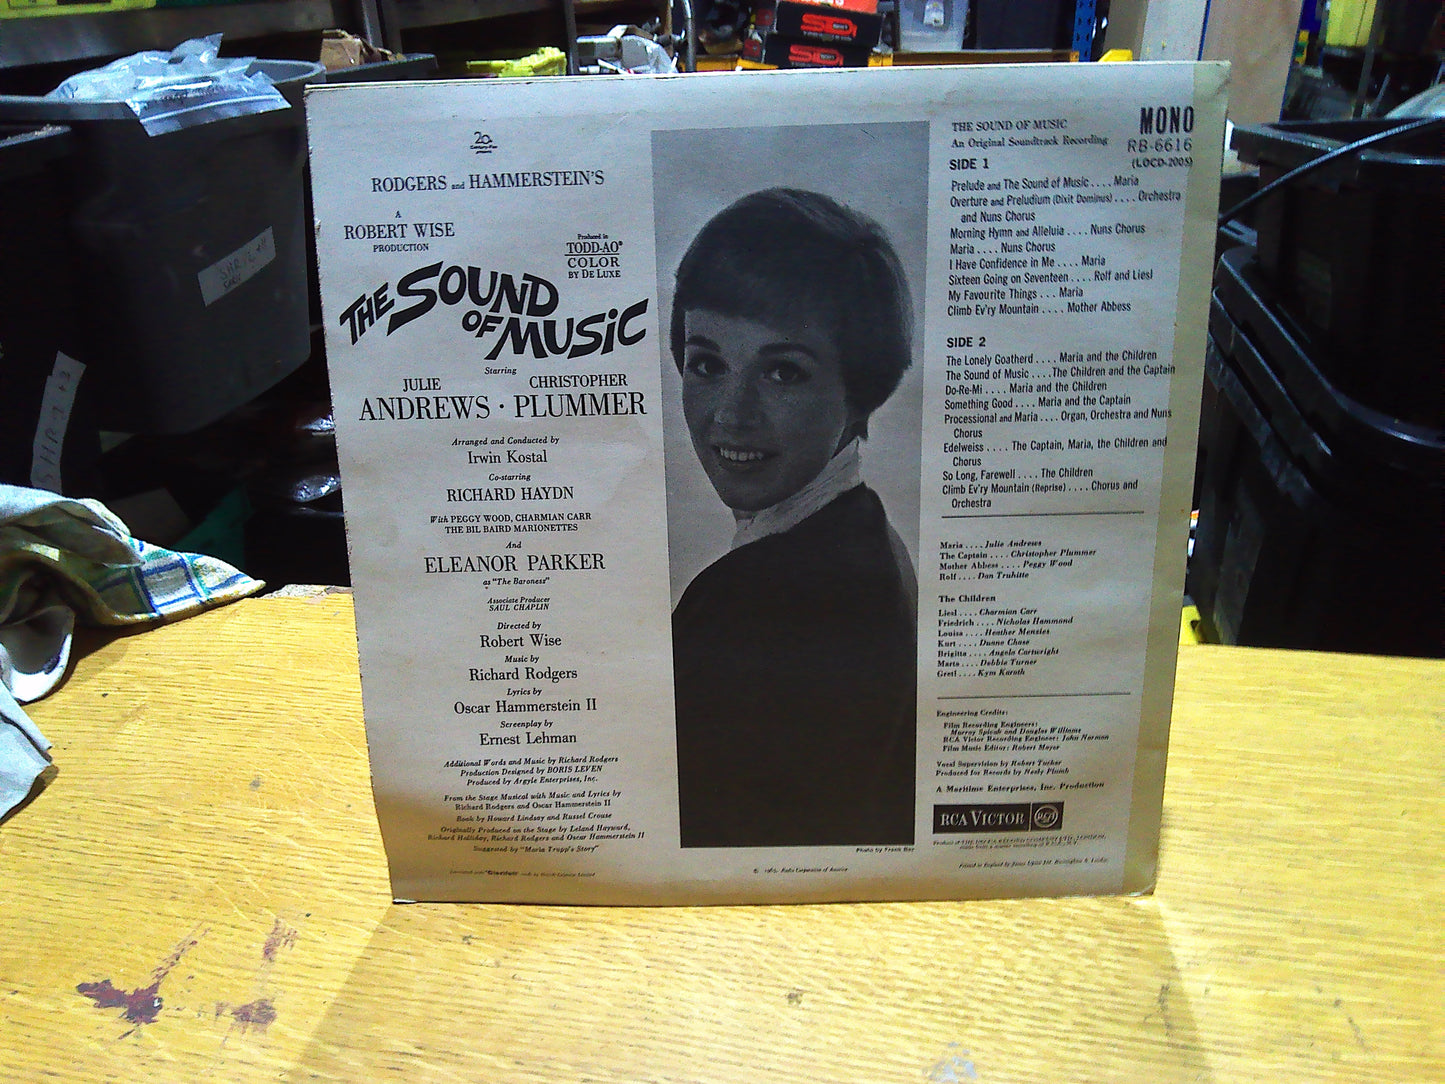 20th
Century-Fox
presents
RODGERS and HAMMERSTEIN'S
A
ROBERT WISE
PRODUCTION
Produced in
TODD-AO®
COLOR
BY DE LUXE
THE SOUND
OF MUSIC
Starring
JULIE CHRISTOPHER
ANDREWS · PLUMMER
Arranged and Conducted by
Irwin Kostal
Co-starring
RICHARD HAYDN
With PEGGY WOOD, CHARMIAN CARR
THE BIL BAIRD MARIONETTES
And
ELEANOR PARKER
as "The Baroness"
Associate Producer
SAUL CHAPLIN
Directed by
Robert Wise
Music by
Richard Rodgers
Lyrics by
Oscar Hammerstein II
Screenplay by
Ernest Lehman
Additional Words and Music by Richard Rodgers
Production Designed by BORIS LEVEN
Produced by Argyle Enterprises, Inc.
From the Stage Musical with Music and Lyrics by
Richard Rodgers and Oscar Hammerstein II
Book by Howard Lindsay and Russel Crouse
Originally Produced on the Stage by Leland Hayward,
Richard Halliday, Richard Rodgers and Oscar Hammerstein II
Suggested by "Maria Trapp's Story"
"Clarifoil"
Photo by Frank Bez
© 1965, Radio Corporation of America
THE SOUND OF MUSIC
An Original Soundtrack Recording
MONO
RB-6616
(LOCD-2005)
SIDE 1
Prelude and The Sound of Music . . . . Maria
Overture and Preludium (Dixit Dominus) . . . . Orchestra
and Nuns Chorus
Morning Hymn and Alleluia . . . . Nuns Chorus
Maria . . . . Nuns Chorus
I Have Confidence in Me . . . . Maria
Sixteen Going on Seventeen . . . . Rolf and Liesl
My Favourite Things . . . Maria
Climb Ev'ry Mountain . . . . Mother Abbess
SIDE 2
The Lonely Goatherd . . . . Maria and the Children
The Sound of Music . . . . The Children and the Captain
Do-Re-Mi . . . . Maria and the Children
Something Good . . . . Maria and the Captain
Processional and Maria . . . . Organ, Orchestra and Nuns
Chorus
Edelweiss . . . . The Captain, Maria, the Children and
Chorus
So Long, Farewell . . . . The Children
Climb Ev'ry Mountain (Reprise) . . . . Chorus and
Orchestra
Maria . . . . Julie Andrews
The Captain . . . . Christopher Plummer
Mother Abbess . . . . Peggy Wood
Rolf . . . . Dan Truhitte
The Children
Liesl . . . . Charmian Carr
Friedrich . . . . Nicholas Hammond
Louisa . . . . Heather Menzies
Kurt . . . . Duane Chase
Brigitta . . . . Angela Cartwright
Marta . . . . Debbie Turner
Gretl . . . . Kym Karath
Engineering Credits:
Film Recording Engineers:
Murray Spivak and Douglas Williams
RCA Victor Recording Engineer: John Norman
Film Music Editor: Robert Mayer
Vocal Supervision by Robert Tucker
Produced for Records by Neely Plumb
A Maritime Enterprises, Inc. Production
RCA VICTOR
RCA